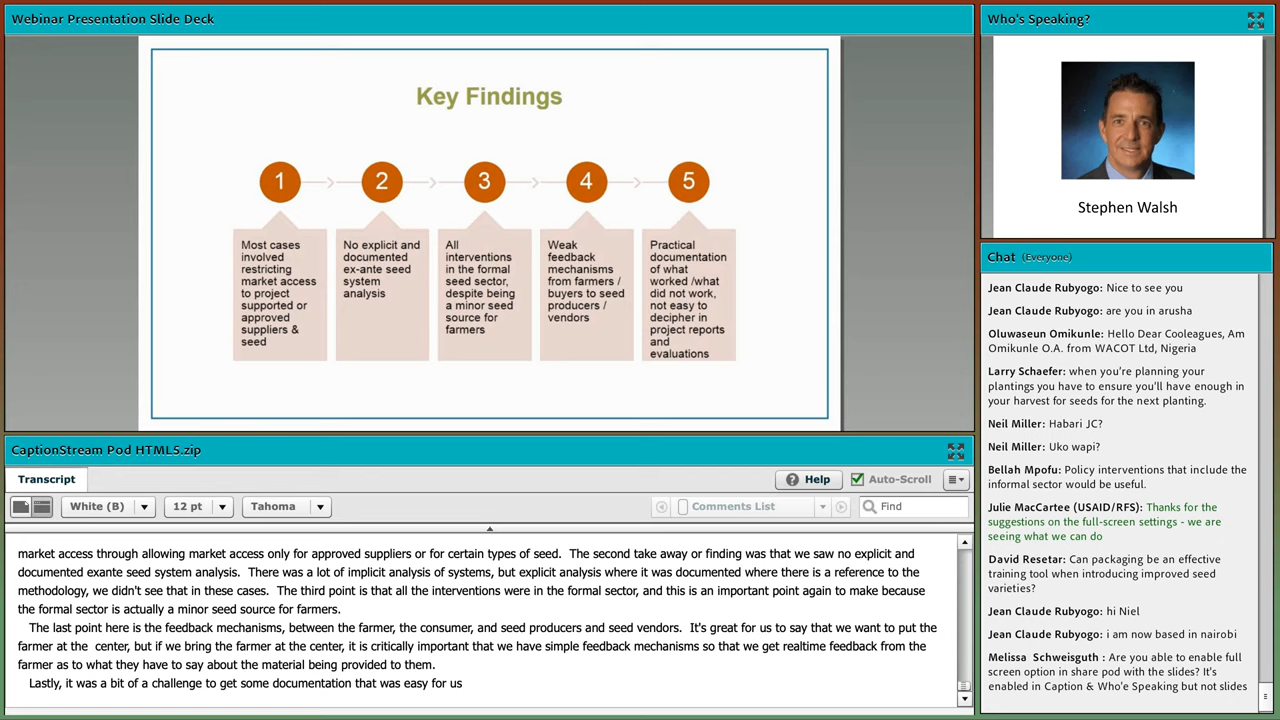 Webinar Presentation Slide Deck
Key Findings
1
2
3
4
5
Most cases
involved
restricting
market access
to project
supported or
approved
suppliers &
seed
No explicit and
documented
ex-ante seed
system
analysis
All
interventions
in the formal
seed sector,
despite being
a minor seed
source for
farmers
Weak
feedback
mechanisms
from farmers /
buyers to seed
producers /
vendors
Practical
documentation
of what
worked /what
did not work,
not easy to
decipher in
project reports
and
evaluations
CaptionStream Pod HTML5.zip
Transcript
Help
Auto-Scroll
White (B)
12 pt
Tahoma
Comments List
Find
market access through allowing market access only for approved suppliers or for certain types of seed. The second take away or finding was that we saw no explicit and
documented exante seed system analysis. There was a lot of implicit analysis of systems, but explicit analysis where it was documented where there is a reference to the
methodology, we didn't see that in these cases. The third point is that all the interventions were in the formal sector, and this is an important point again to make because
the formal sector is actually a minor seed source for farmers.
The last point here is the feedback mechanisms, between the farmer, the consumer, and seed producers and seed vendors. It's great for us to say that we want to put the
farmer at the center, but if we bring the farmer at the center, it is critically important that we have simple feedback mechanisms so that we get realtime feedback from the
farmer as to what they have to say about the material being provided to them.
Lastly, it was a bit of a challenge to get some documentation that was easy for us
Who's Speaking?
Stephen Walsh
Chat (Everyone)
Jean Claude Rubyogo: Nice to see you
Jean Claude Rubyogo: are you in arusha
Oluwaseun Omikunle: Hello Dear Cooleagues, Am
Omikunle O.A. from WACOT Ltd, Nigeria
Larry Schaefer: when you're planning your
plantings you have to ensure you'll have enough in
your harvest for seeds for the next planting.
Neil Miller: Habari JC?
Neil Miller: Uko wapi?
Bellah Mpofu: Policy interventions that include the
informal sector would be useful.
Julie MacCartee (USAID/RFS): Thanks for the
suggestions on the full-screen settings - we are
seeing what we can do
David Resetar: Can packaging be an effective
training tool when introducing improved seed
varieties?
Jean Claude Rubyogo: hi Niel
Jean Claude Rubyogo: i am now based in nairobi
Melissa Schweisguth : Are you able to enable full
screen option in share pod with the slides? It's
enabled in Caption & Who'e Speaking but not slides